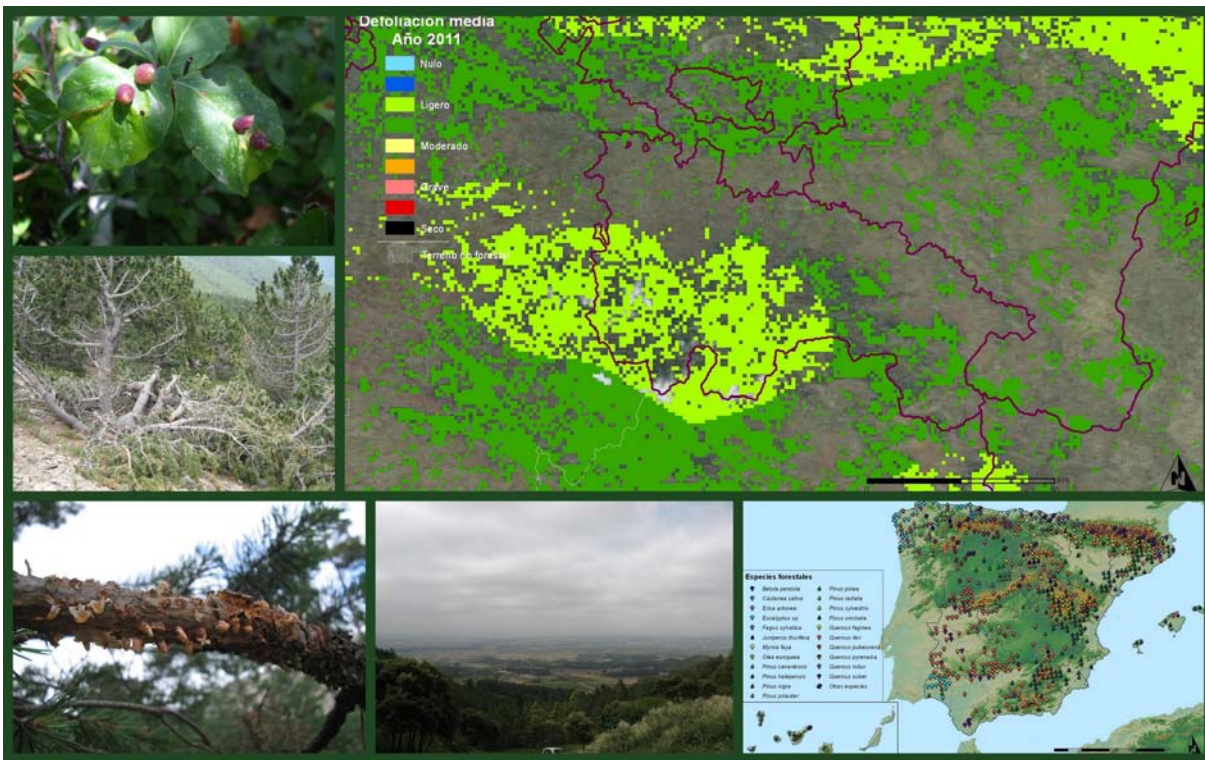 Defoliación media
Año 2011
Nulo
Ligero
Moderado
Grave
Seco
Terreno no forestal
N
Especies forestales
Betula pendula
Castanea sativa
Erica arborea
Eucalyptus sp.
Fagus sylvatica
Juniperus thurifera
Myrica faya
Olea europaea
Pinus canariensis
Pinus halepensis
Pinus nigra
Pinus pinaster
Pinus pinea
Pinus radiata
Pinus sylvestris
Pinus uncinata
Quercus faginea
Quercus ilex
Quercus pubescens
Quercus pyrenaica
Quercus robur
Quercus suber
Otras especies